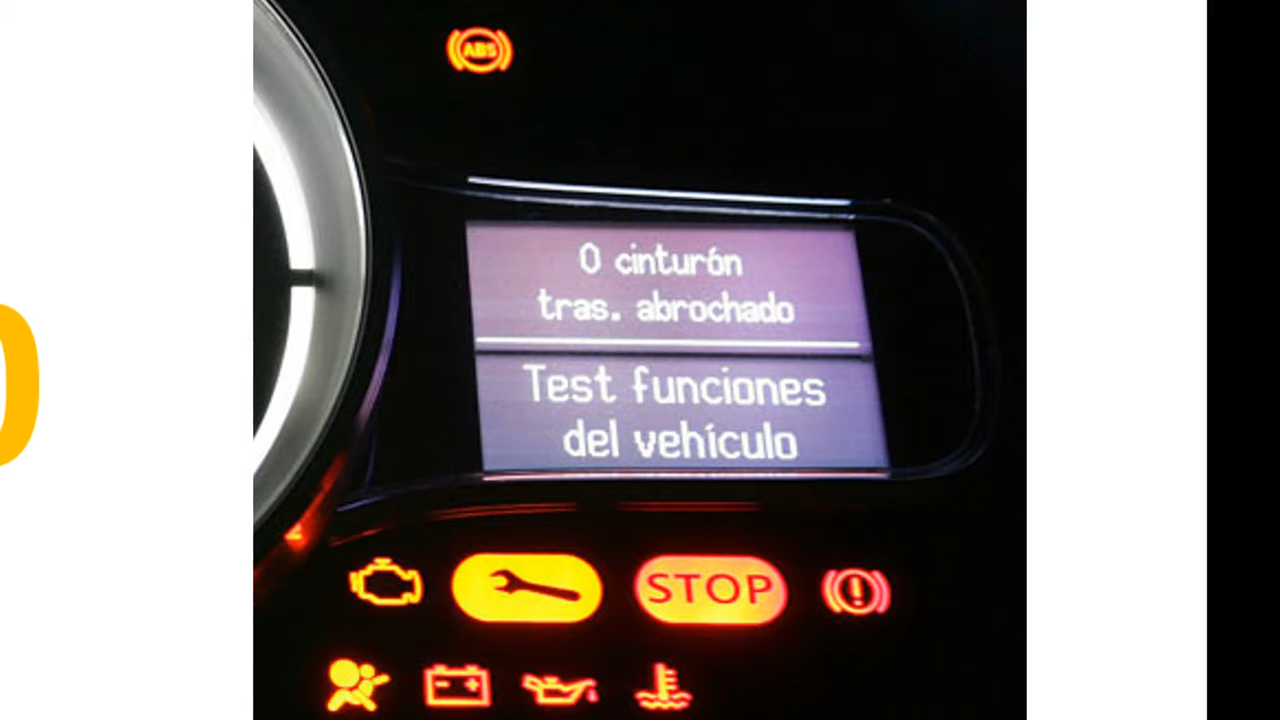 ABS
0 cinturón
tras. abrochado
Test funciones
del vehículo
STOP